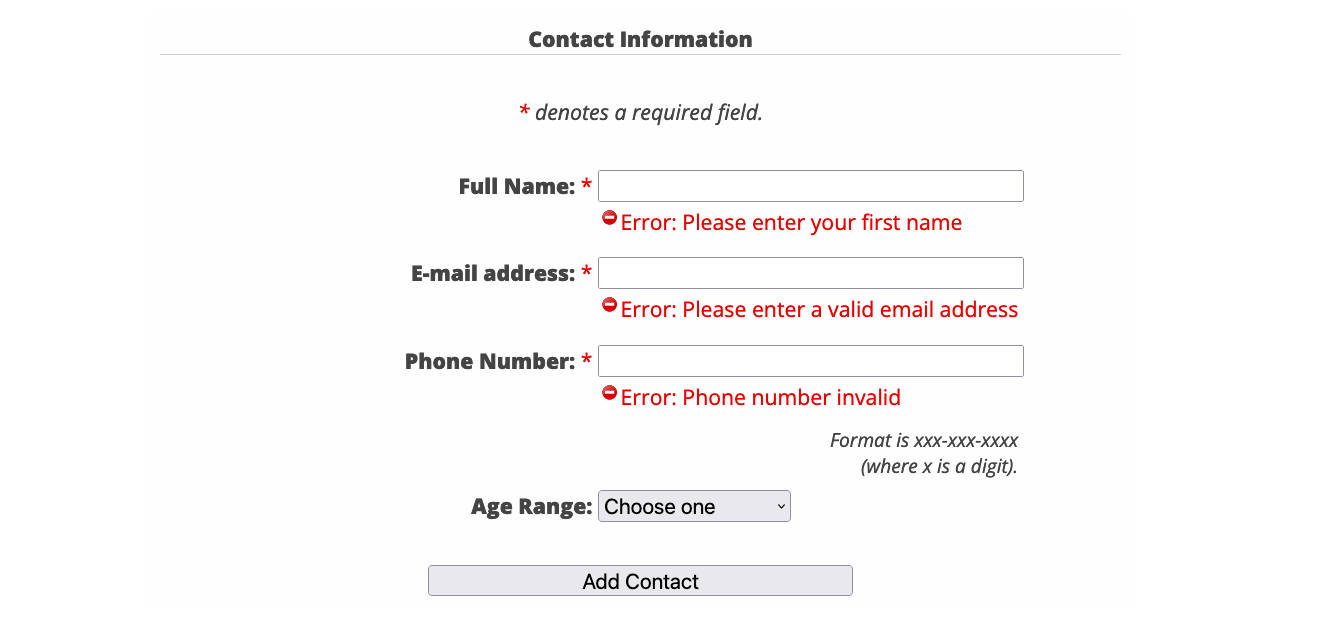 Contact Information
* denotes a required field.
Full Name: *
Error: Please enter your first name
E-mail address: *
Error: Please enter a valid email address
Phone Number: *
Error: Phone number invalid
Format is xxx-xxx-xxxx
(where x is a digit).
Age Range: Choose one
Add Contact